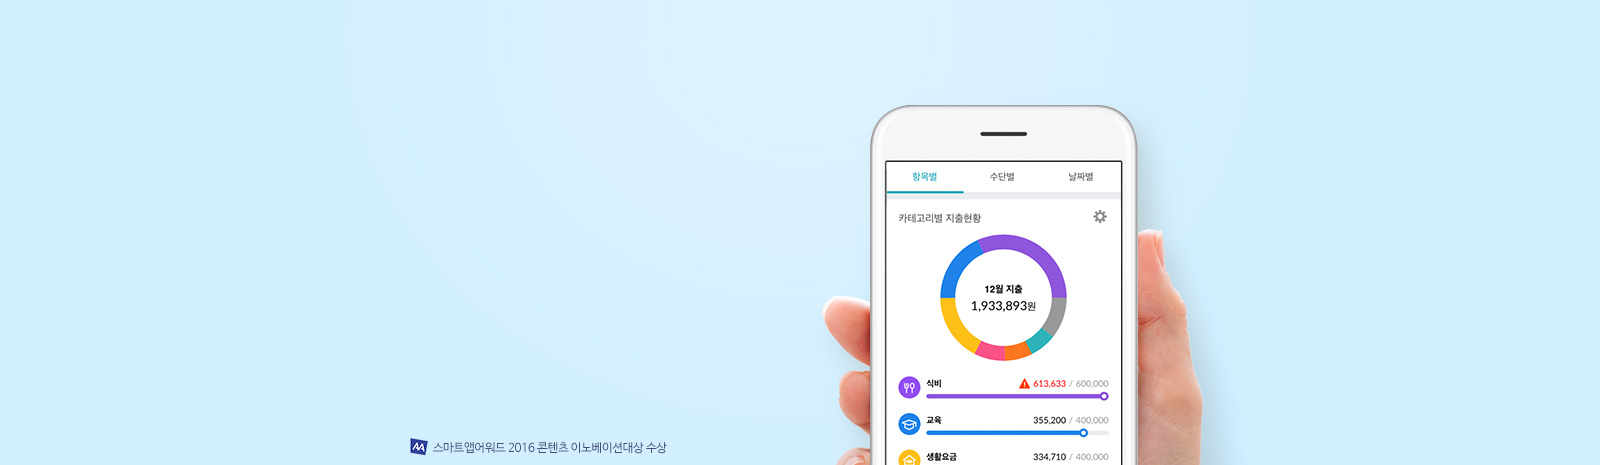 항목별 수단별 날짜별
카테고리별 지출현황
12월 지출
1,933,893원
식비 613,633 / 600,000
교육 355,200 / 400,000
생활요금 334,710 / 400,000
AA 스마트앱어워드 2016 콘텐츠 이노베이션대상 수상